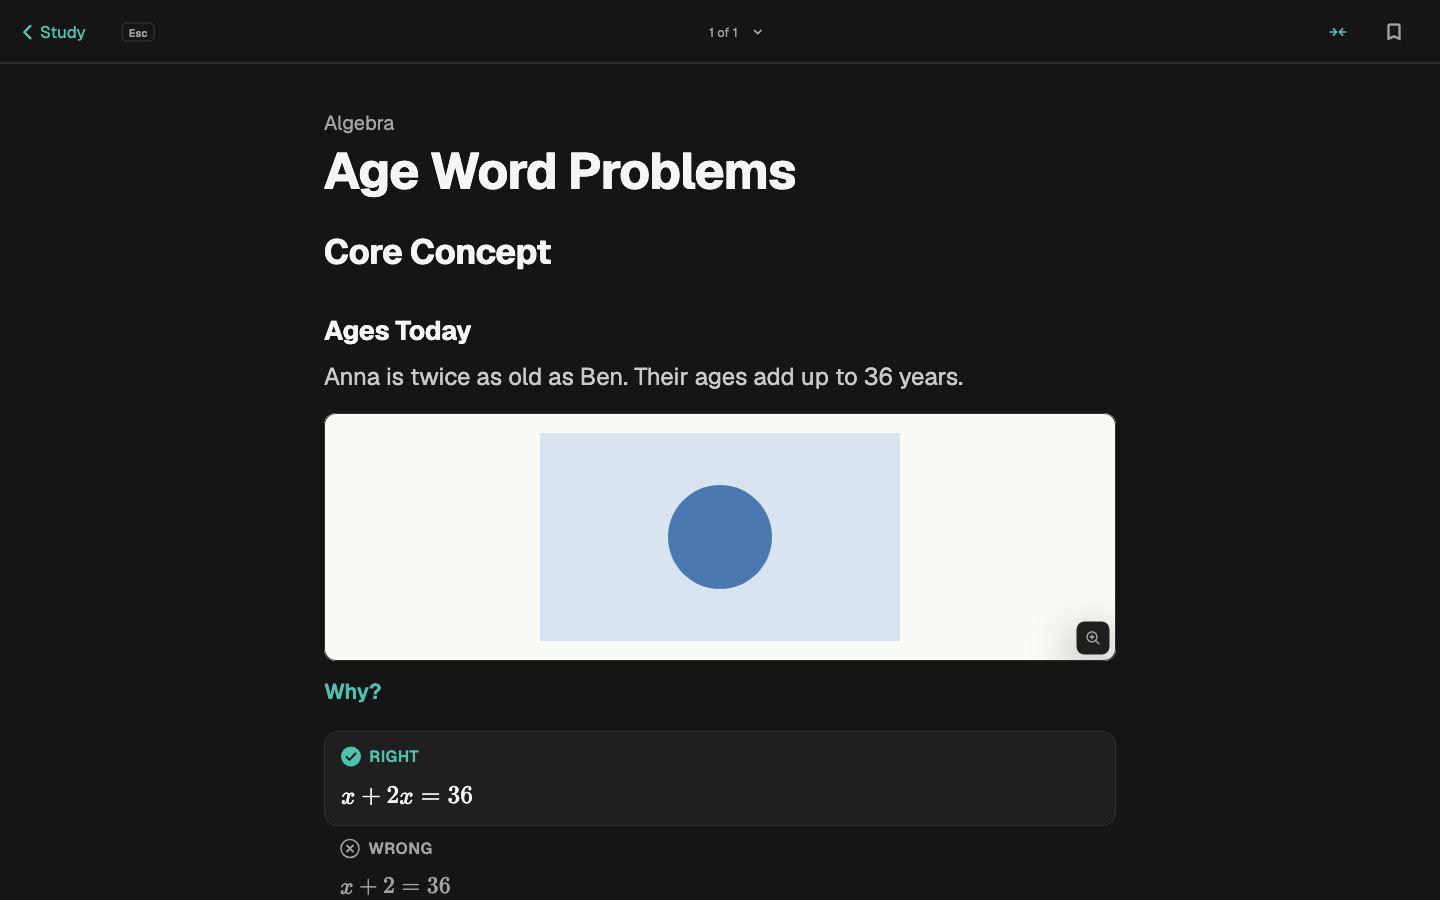 Study
Esc
1 of 1
Algebra
Age Word Problems
Core Concept
Ages Today
Anna is twice as old as Ben. Their ages add up to 36 years.
Why?
RIGHT
x + 2x = 36
WRONG
x + 2 = 36